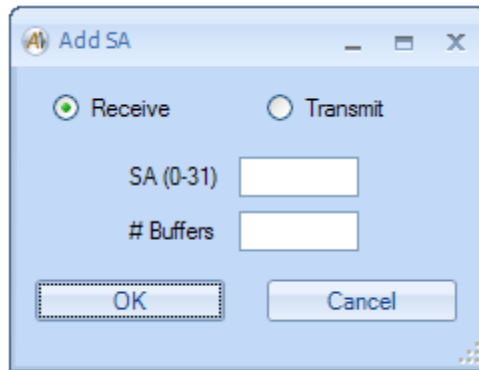 Add SA
Receive Transmit
SA (0-31)
# Buffers
OK Cancel